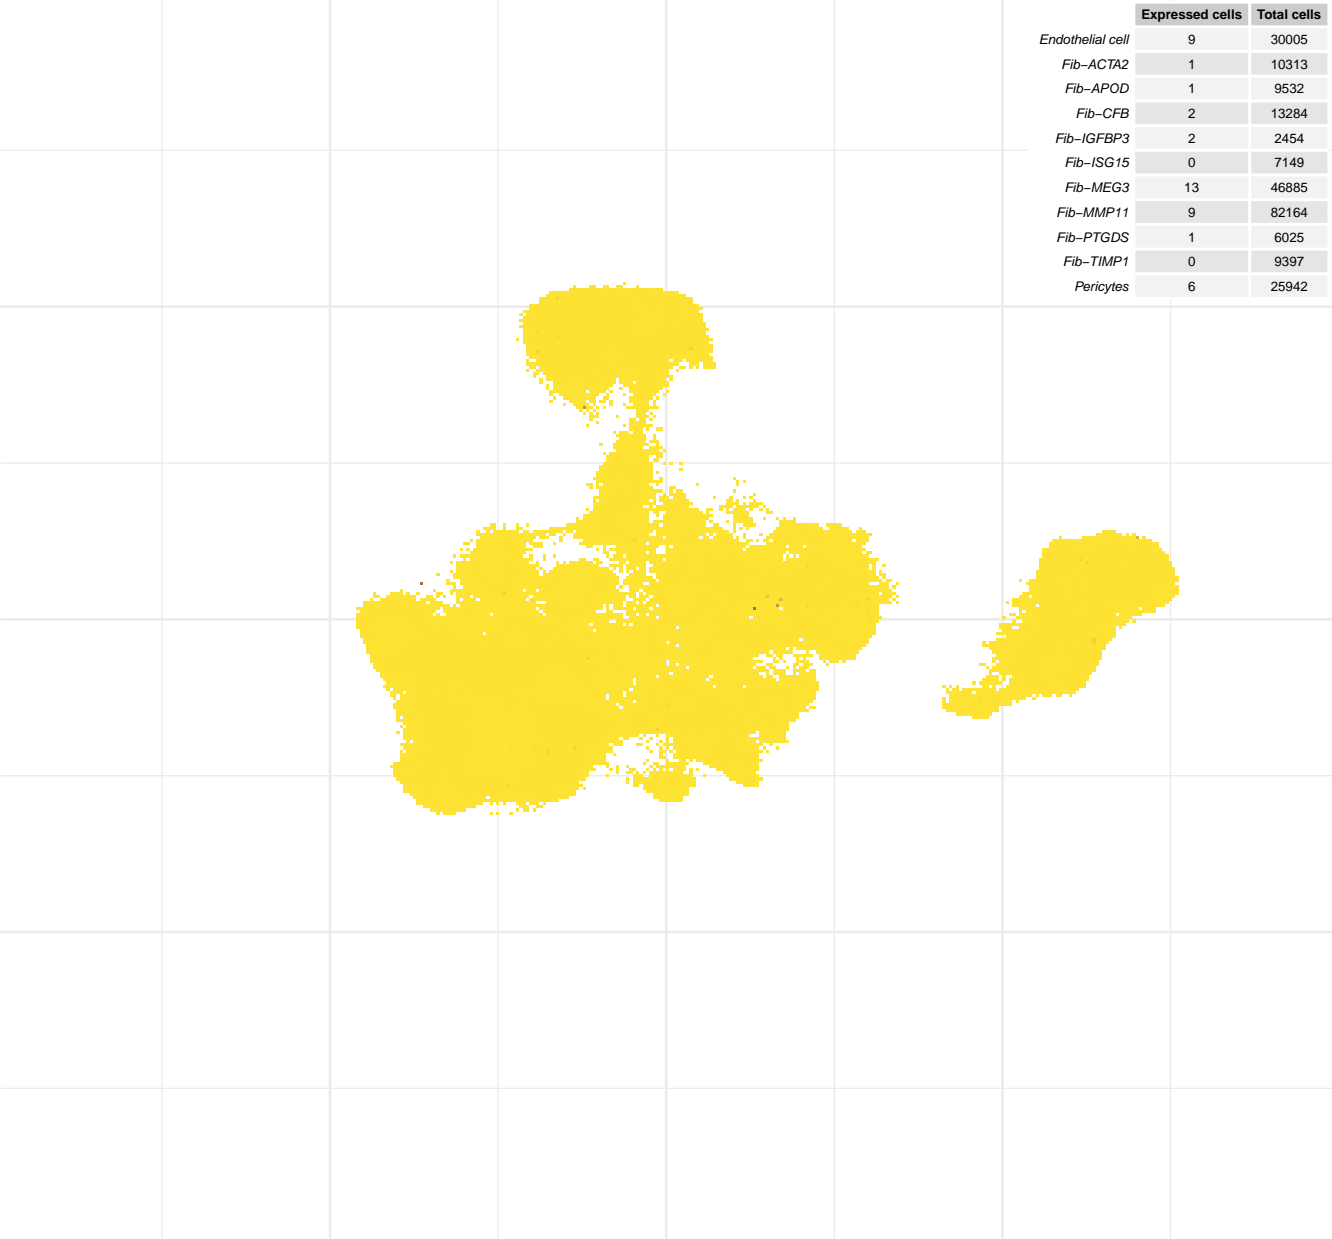 Expressed cells Total cells
Endothelial cell 9 30005
Fib−ACTA2 1 10313
Fib−APOD 1 9532
Fib−CFB 2 13284
Fib−IGFBP3 2 2454
Fib−ISG15 0 7149
Fib−MEG3 13 46885
Fib−MMP11 9 82164
Fib−PTGDS 1 6025
Fib−TIMP1 0 9397
Pericytes 6 25942